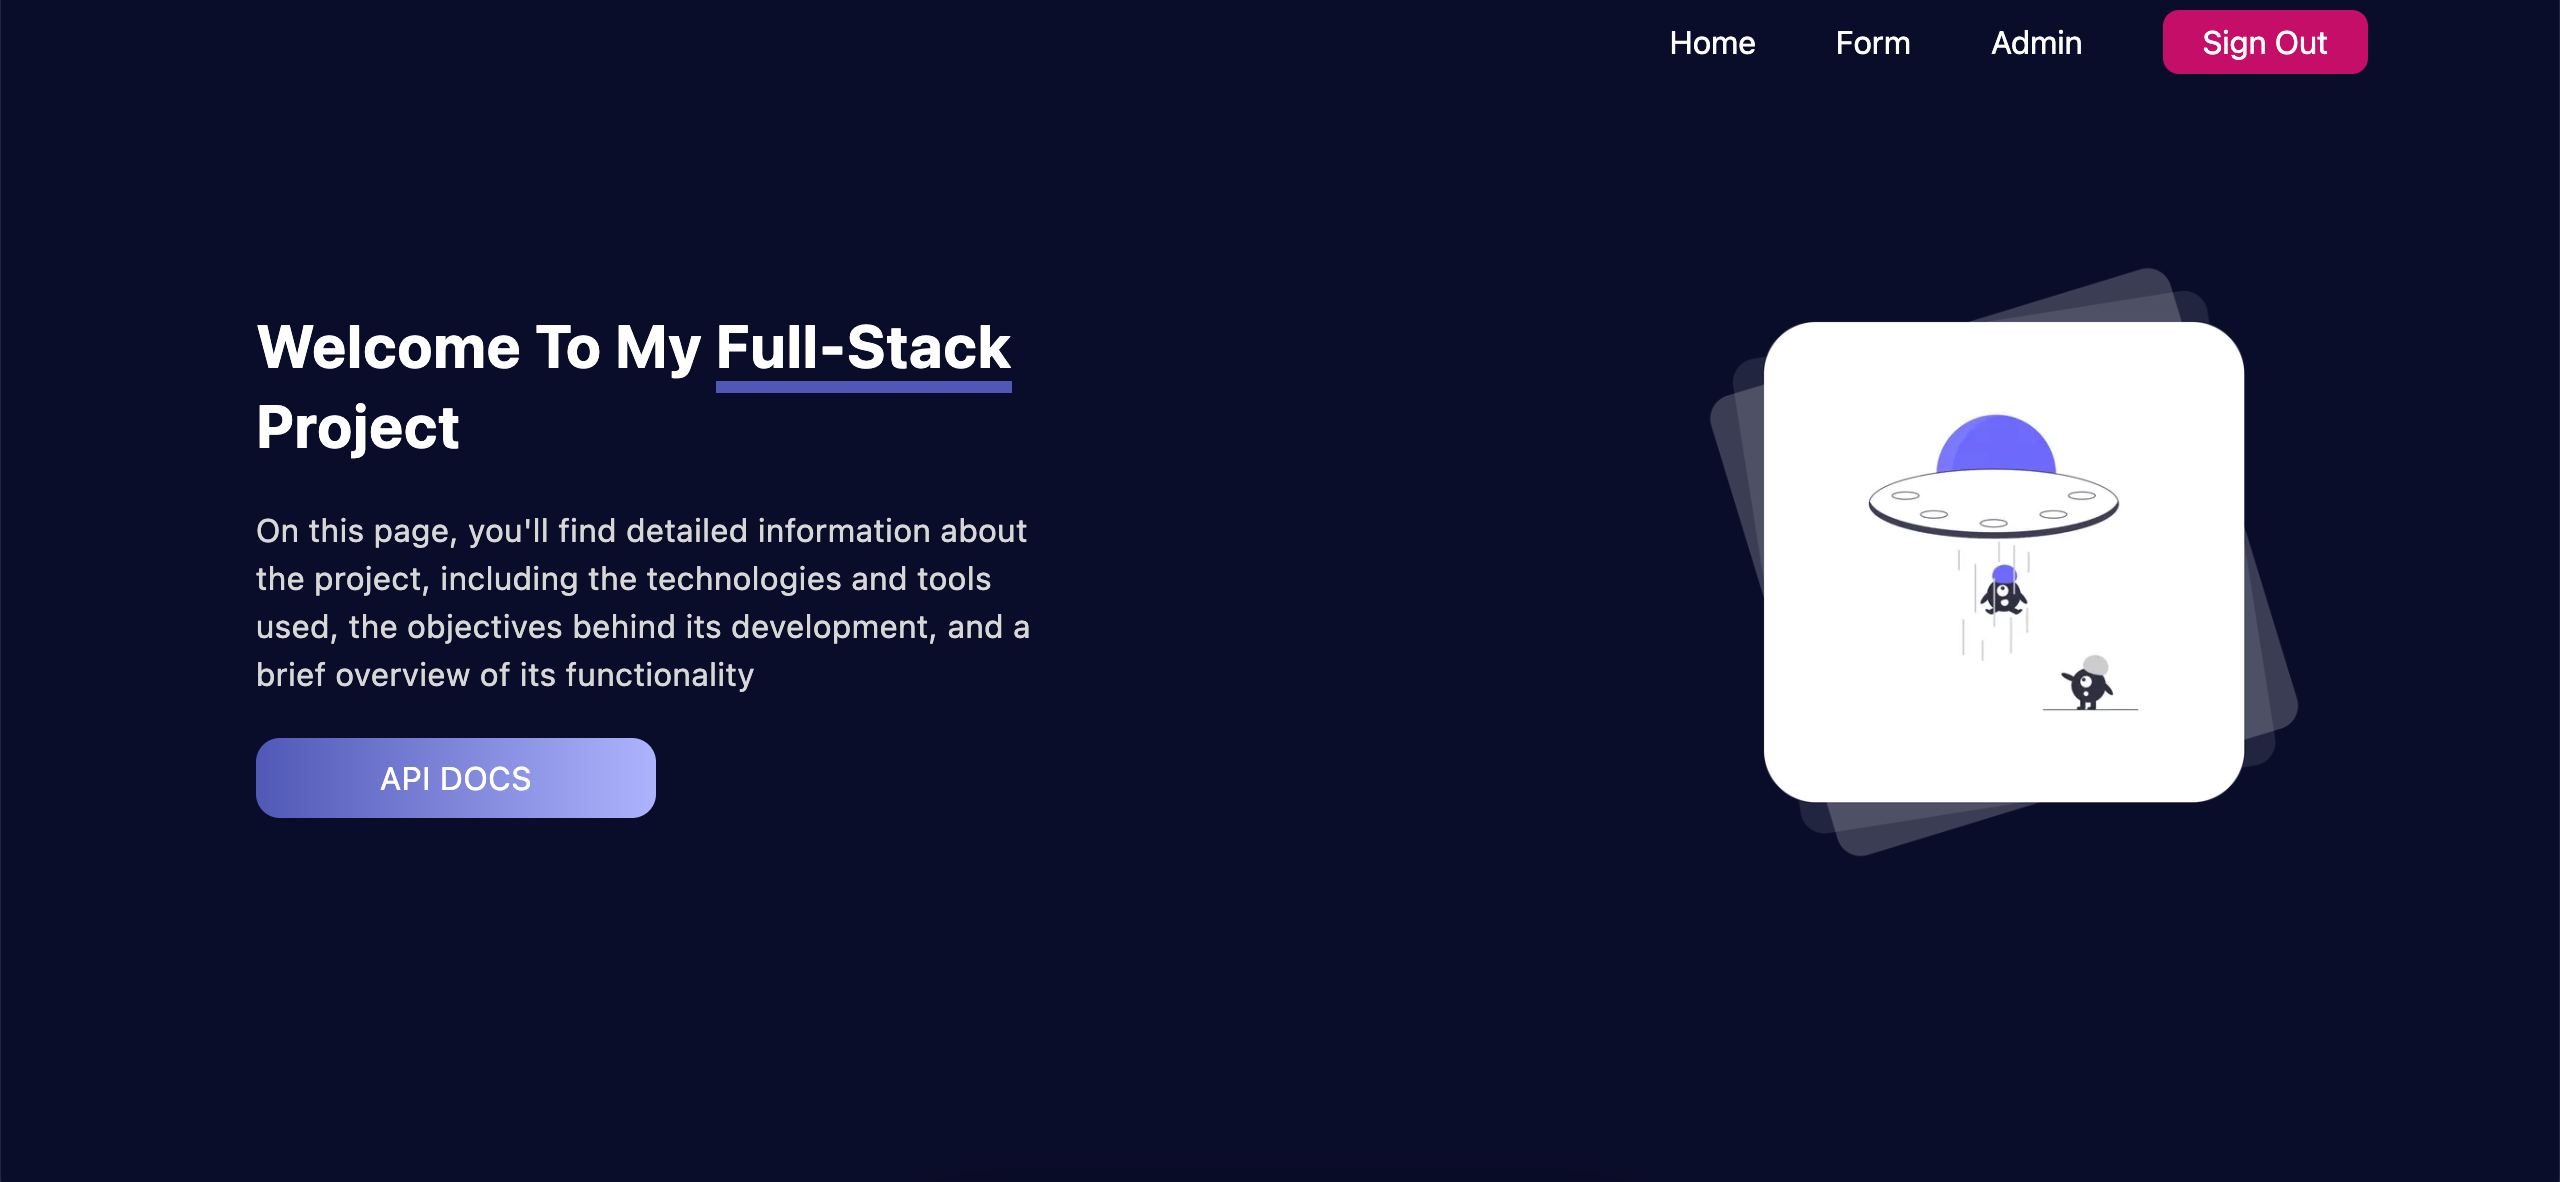 Home Form Admin Sign Out
Welcome To My Full-Stack
Project
On this page, you'll find detailed information about
the project, including the technologies and tools
used, the objectives behind its development, and a
brief overview of its functionality
API DOCS